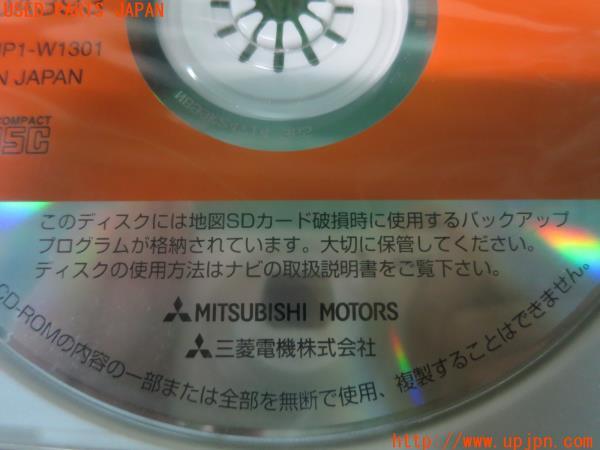 USED PARTS JAPAN
P1-W1301
N JAPAN
COMPACT
DISC
このディスクには地図SDカード破損時に使用するバックアップ
プログラムが格納されています。大切に保管してください。
ディスクの使用方法はナビの取扱説明書をご覧下さい。
MITSUBISHI MOTORS
三菱電機株式会社
CD-ROMの内容の一部または全部を無断で使用、複製することはできません。
http://www.upjpn.com/